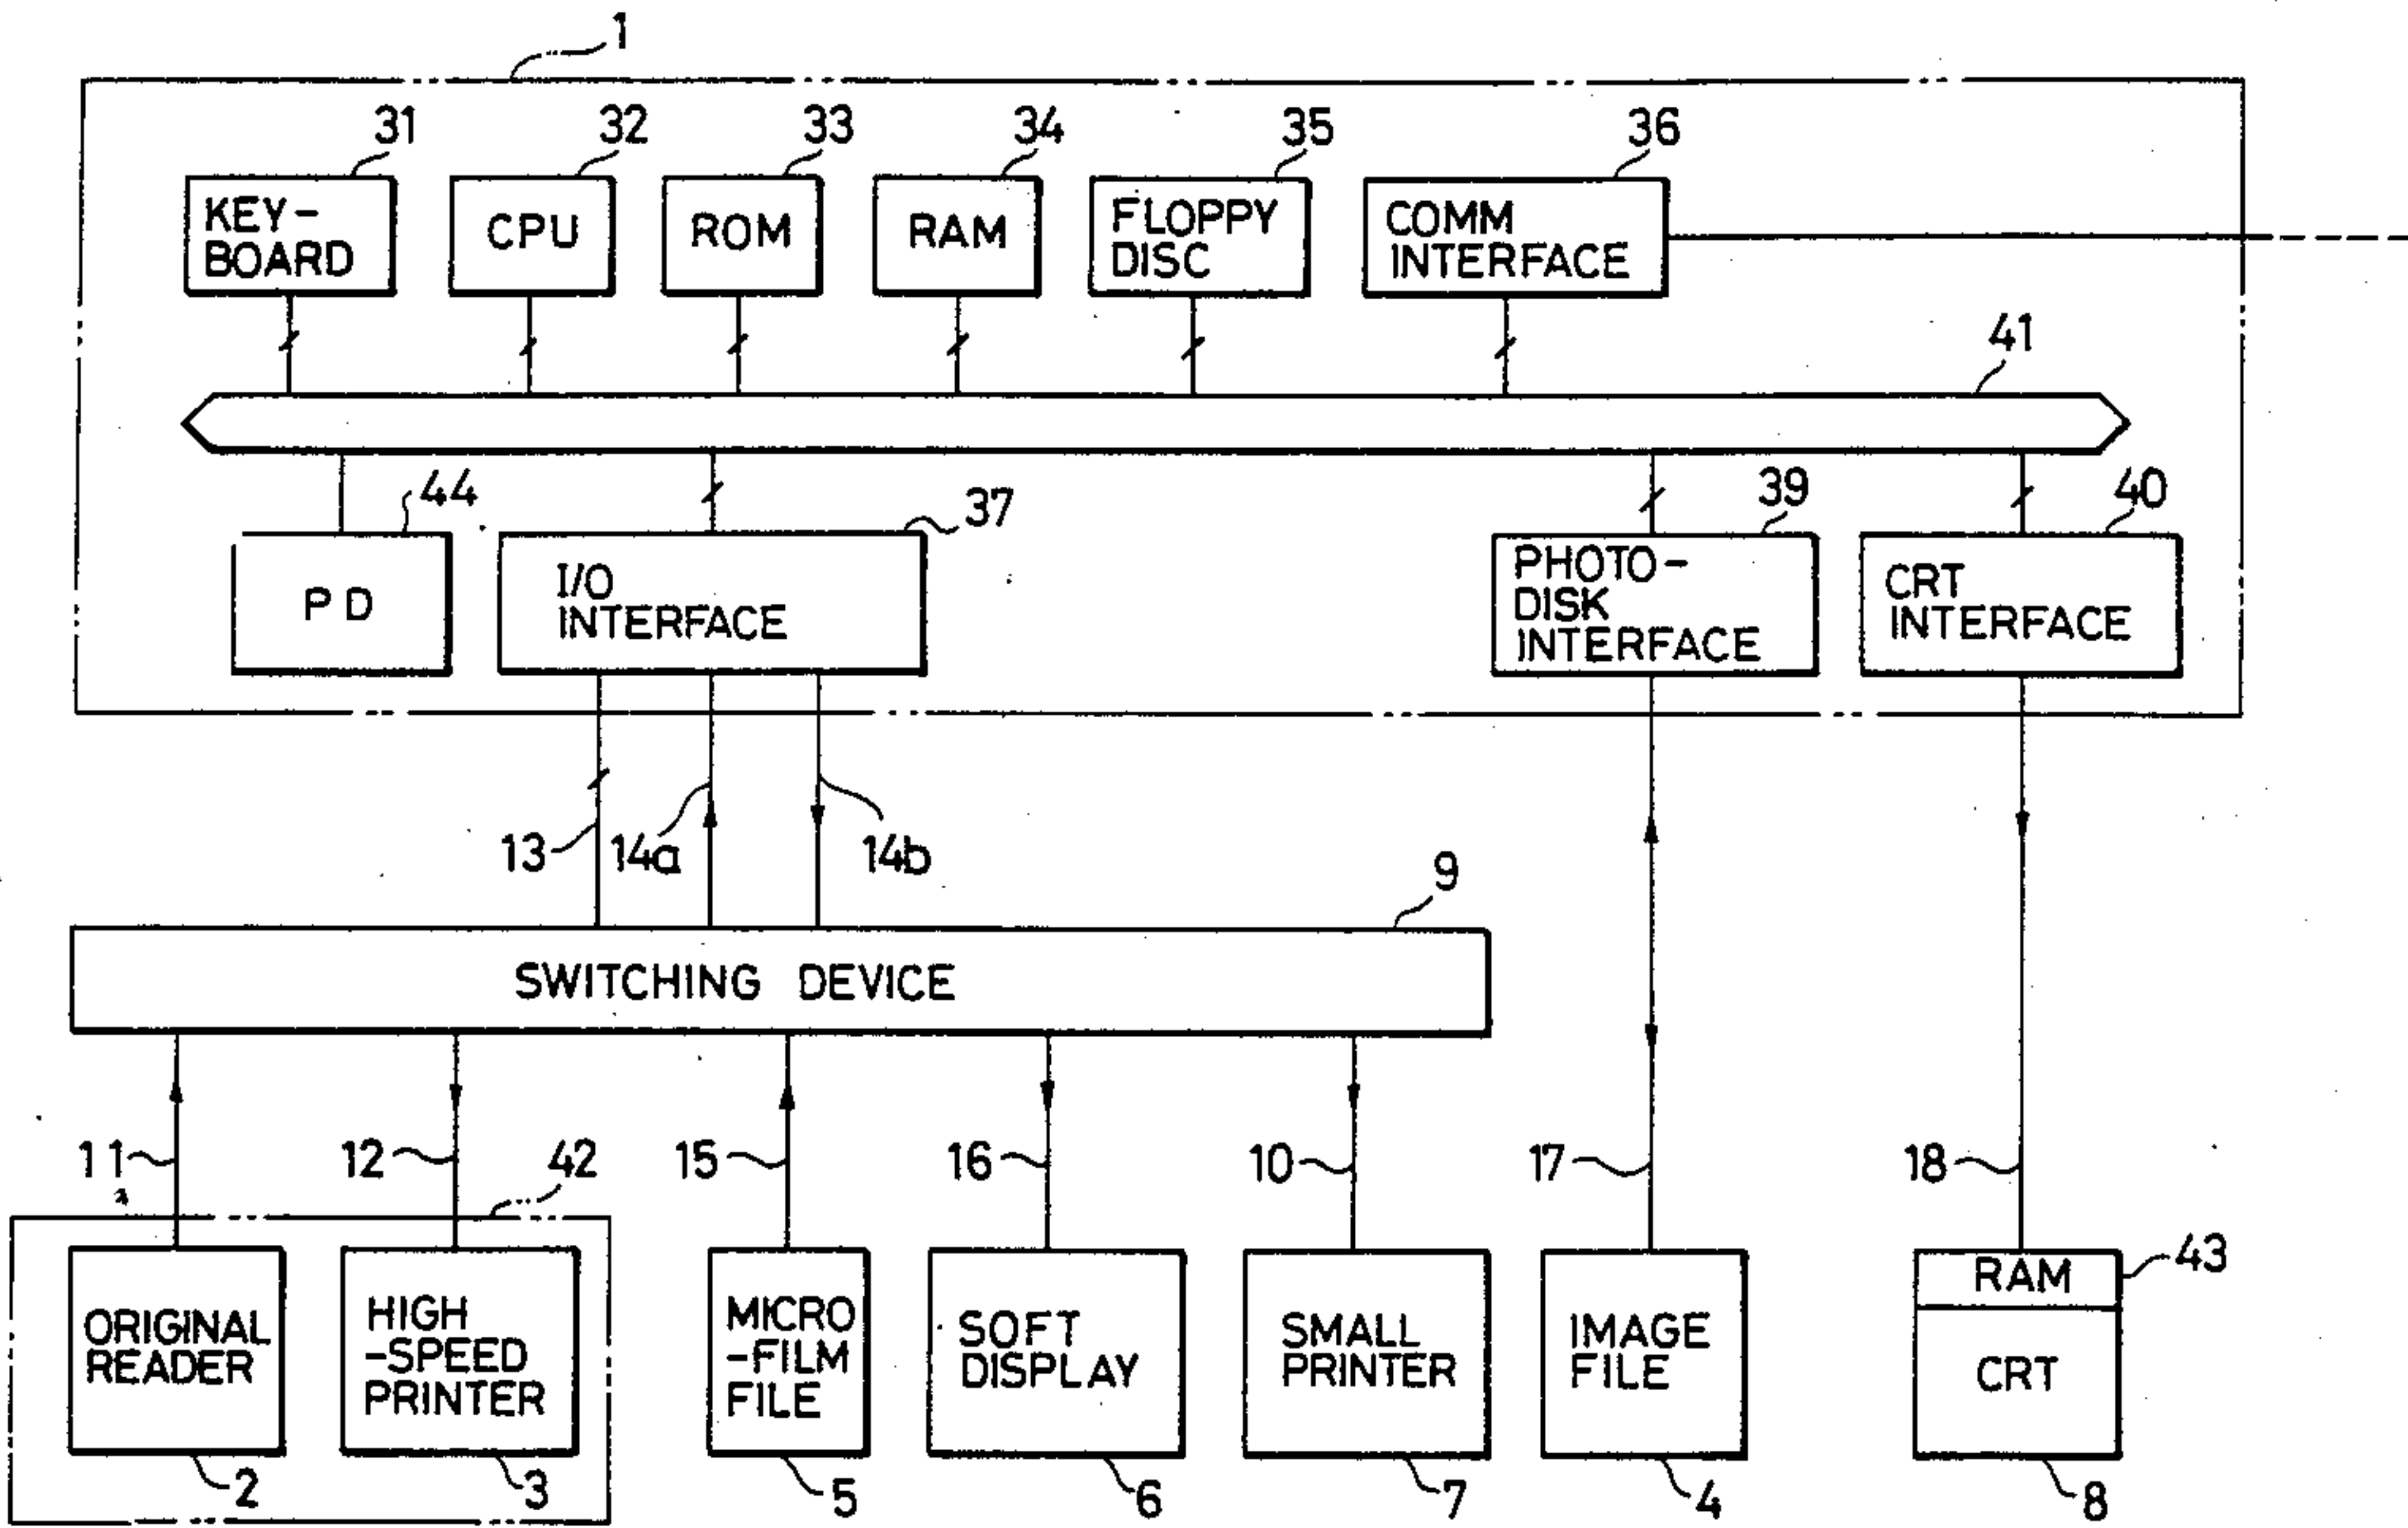 1
31
32
33
34
35
36
KEY-
BOARD
CPU
ROM
RAM
FLOPPY
DISC
COMM
INTERFACE
41
44
37
39
40
PD
I/O
INTERFACE
PHOTO-
DISK
INTERFACE
CRT
INTERFACE
13
14a
14b
9
SWITCHING DEVICE
11
12
42
15
16
10
17
18
43
ORIGINAL
READER
HIGH
-SPEED
PRINTER
MICRO
-FILM
FILE
SOFT
DISPLAY
SMALL
PRINTER
IMAGE
FILE
RAM
CRT
2
3
5
6
7
4
8